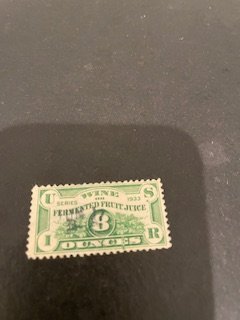 U WINE S
SERIES OR 1933
FERMENTED FRUIT JUICE
8
I OUNCES R